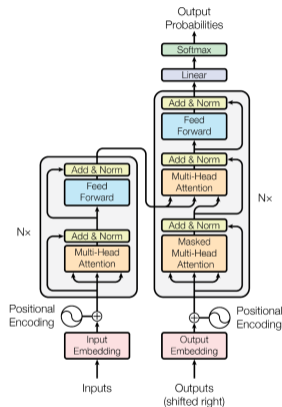 Output
Probabilities
Softmax
Linear
Add & Norm
Feed
Forward
Add & Norm
Multi-Head
Attention
Add & Norm
Masked
Multi-Head
Attention
N×
Positional
Encoding
Output
Embedding
Outputs
(shifted right)
Add & Norm
Feed
Forward
N×
Add & Norm
Multi-Head
Attention
Positional
Encoding
Input
Embedding
Inputs